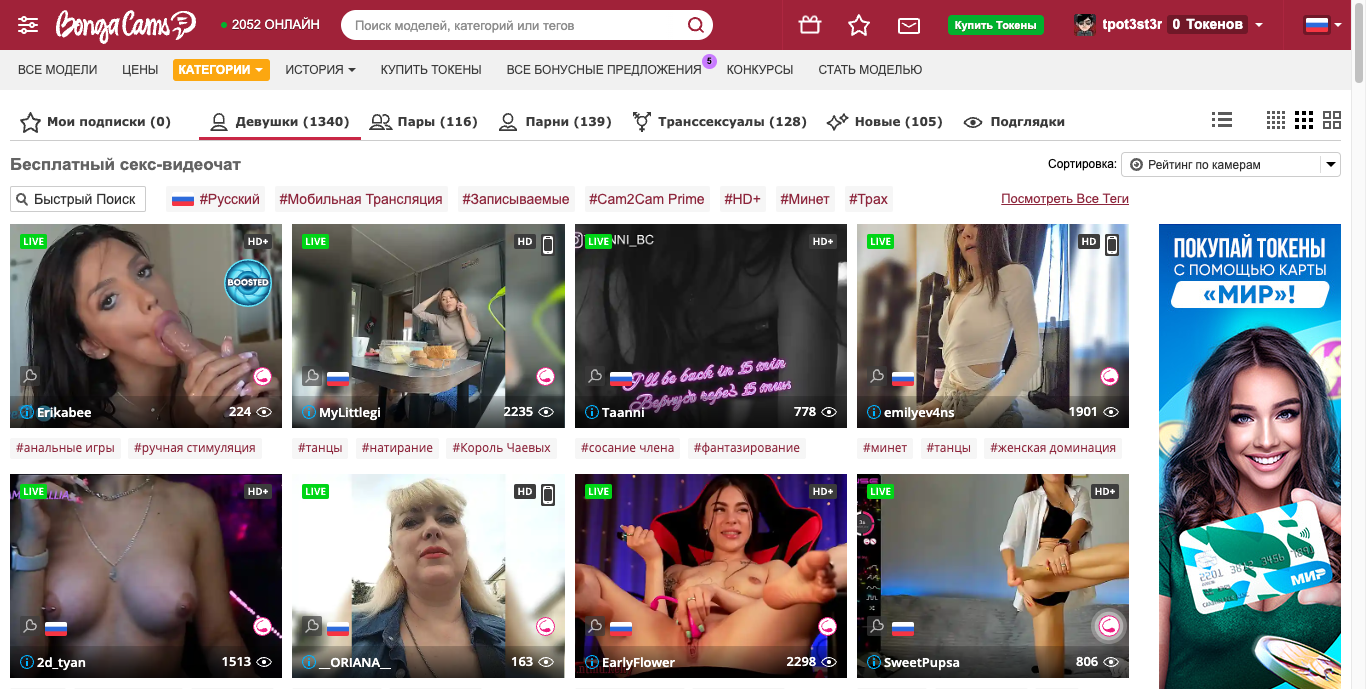 BongaCams
2052 ОНЛАЙН
Поиск моделей, категорий или тегов
Купить Токены
tpot3st3r
0 Токенов
ВСЕ МОДЕЛИ
ЦЕНЫ
КАТЕГОРИИ
ИСТОРИЯ
КУПИТЬ ТОКЕНЫ
ВСЕ БОНУСНЫЕ ПРЕДЛОЖЕНИЯ
5
КОНКУРСЫ
СТАТЬ МОДЕЛЬЮ
Мои подписки (0)
Девушки (1340)
Пары (116)
Парни (139)
Транссексуалы (128)
Новые (105)
Подглядки
Бесплатный секс-видеочат
Сортировка:
Рейтинг по камерам
Быстрый Поиск
#Русский
#Мобильная Трансляция
#Записываемые
#Cam2Cam Prime
#HD+
#Минет
#Трах
Посмотреть Все Теги
LIVE
HD+
BOOSTED
Erikabee
224
LIVE
HD
MyLittlegi
2235
LIVE
NNI_BC
HD+
I'll be back in 15 min
Вернусь через 15 мин
Taanni
778
LIVE
HD
emilyev4ns
1901
#анальные игры
#ручная стимуляция
#танцы
#натирание
#Король Чаевых
#сосание члена
#фантазирование
#минет
#танцы
#женская доминация
LIVE
HD+
2d_tyan
1513
LIVE
HD
__ORIANA__
163
LIVE
HD+
EarlyFlower
2298
LIVE
HD+
SweetPupsa
806
ПОКУПАЙ ТОКЕНЫ
С ПОМОЩЬЮ КАРТЫ
«МИР»!
МИР